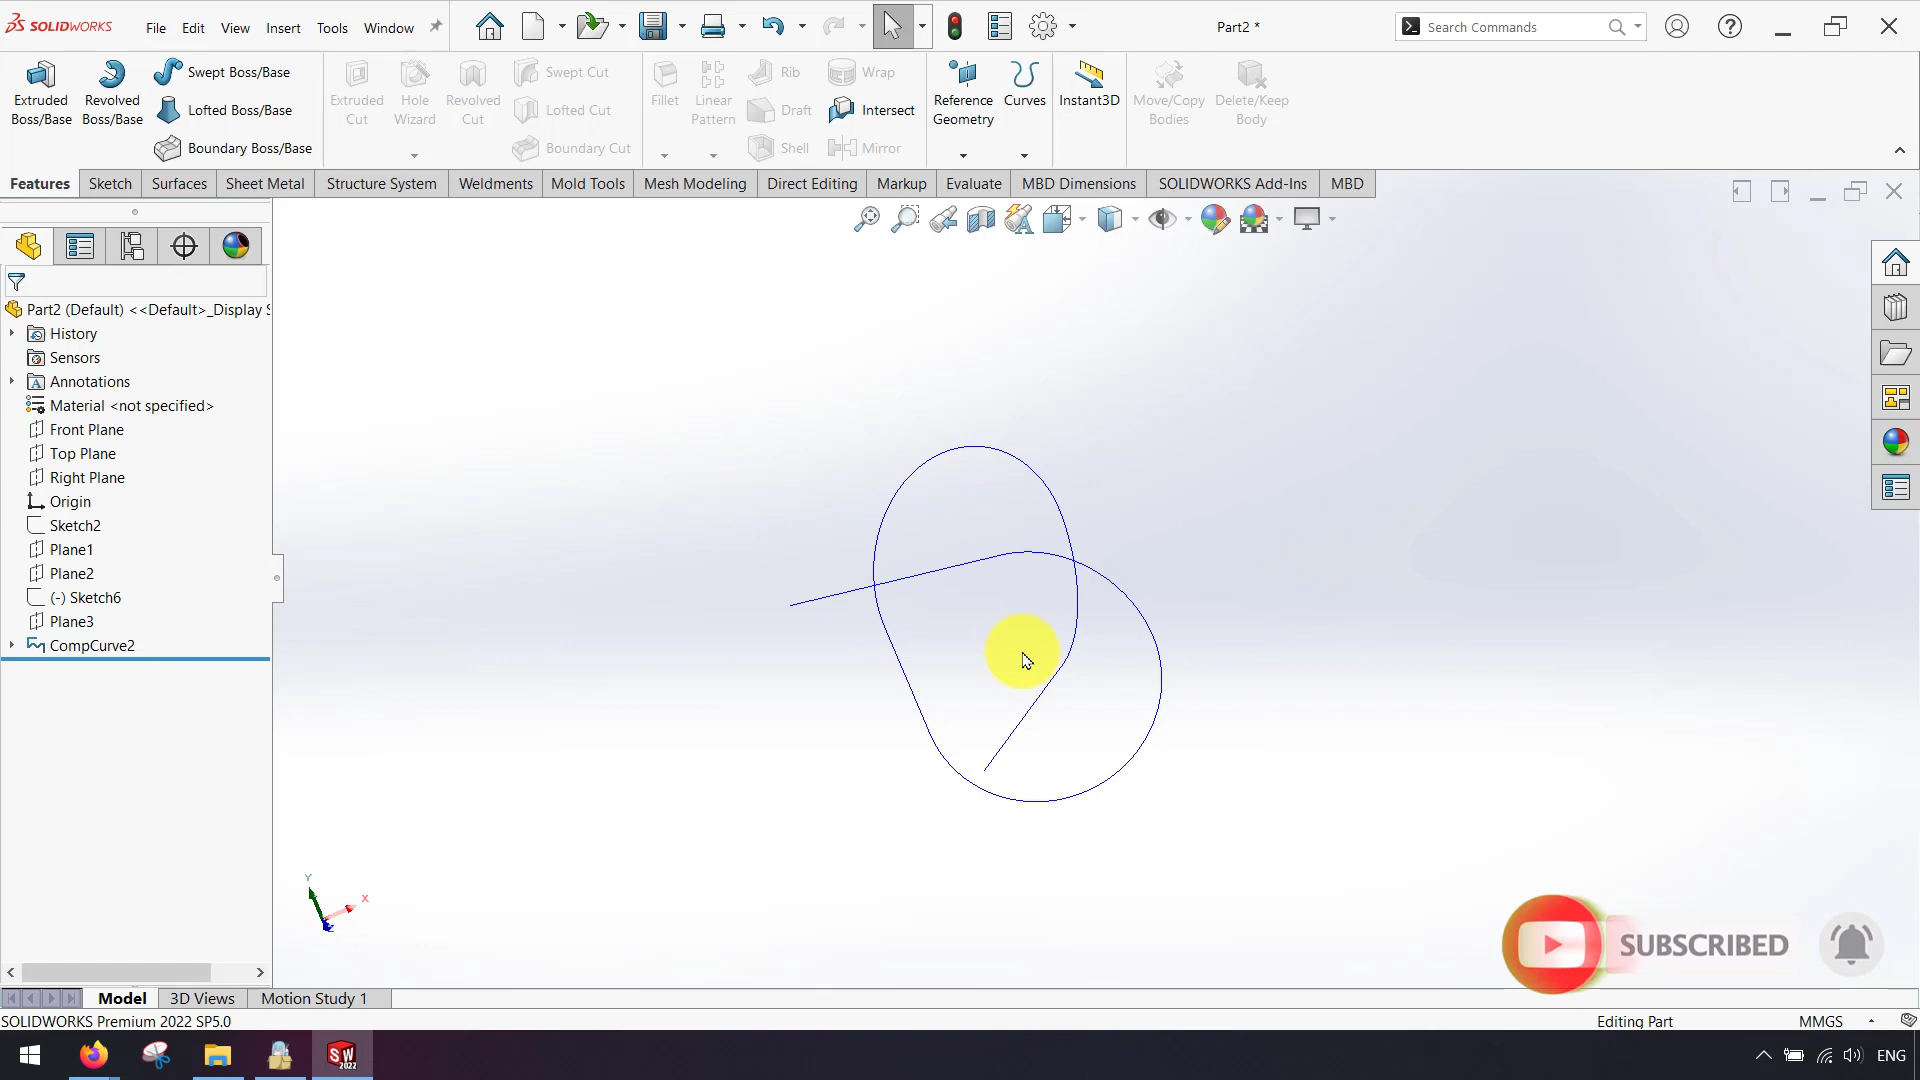 SOLIDWORKS File Edit View Insert Tools Window Part2 * Search Commands
Extruded Boss/Base
Revolved Boss/Base
Swept Boss/Base
Lofted Boss/Base
Boundary Boss/Base
Extruded Cut
Hole Wizard
Revolved Cut
Swept Cut
Lofted Cut
Boundary Cut
Fillet
Linear Pattern
Rib
Draft
Shell
Wrap
Intersect
Mirror
Reference Geometry
Curves
Instant3D
Move/Copy Bodies
Delete/Keep Body
Features Sketch Surfaces Sheet Metal Structure System Weldments Mold Tools Mesh Modeling Direct Editing Markup Evaluate MBD Dimensions SOLIDWORKS Add-Ins MBD
Part2 (Default) <<Default>_Display S
History
Sensors
Annotations
Material <not specified>
Front Plane
Top Plane
Right Plane
Origin
Sketch2
Plane1
Plane2
(-) Sketch6
Plane3
CompCurve2
Y
X
Z
SUBSCRIBED
Model 3D Views Motion Study 1
SOLIDWORKS Premium 2022 SP5.0 Editing Part MMGS
SW 2022
ENG